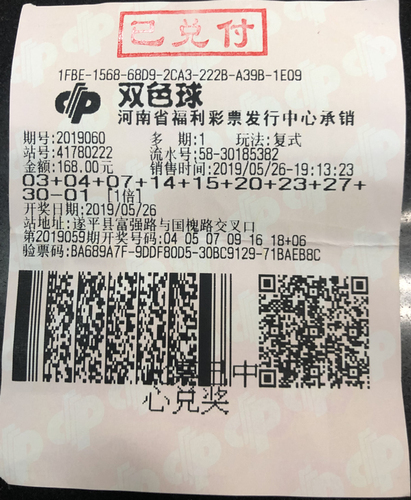 已兑付
1FBE-1568-68D9-2CA3-222B-A39B-1E09
双色球
河南省福利彩票发行中心承销
期号:2019060 多期:1 玩法:复式
站号:41780222 流水号:58-30185382
金额:168.00元 销售时间:2019/05/26-19:13:23
03+04+07+14+15+20+23+27+
30-01 [1倍]
开奖日期:2019/05/26
站地址:遂平县富强路与国槐路交叉口
第2019059期开奖号码:04 05 07 09 16 18+06
验票码:BA689A7F-9DDF80D5-30BC9129-71BAEB8C
中
心兑奖